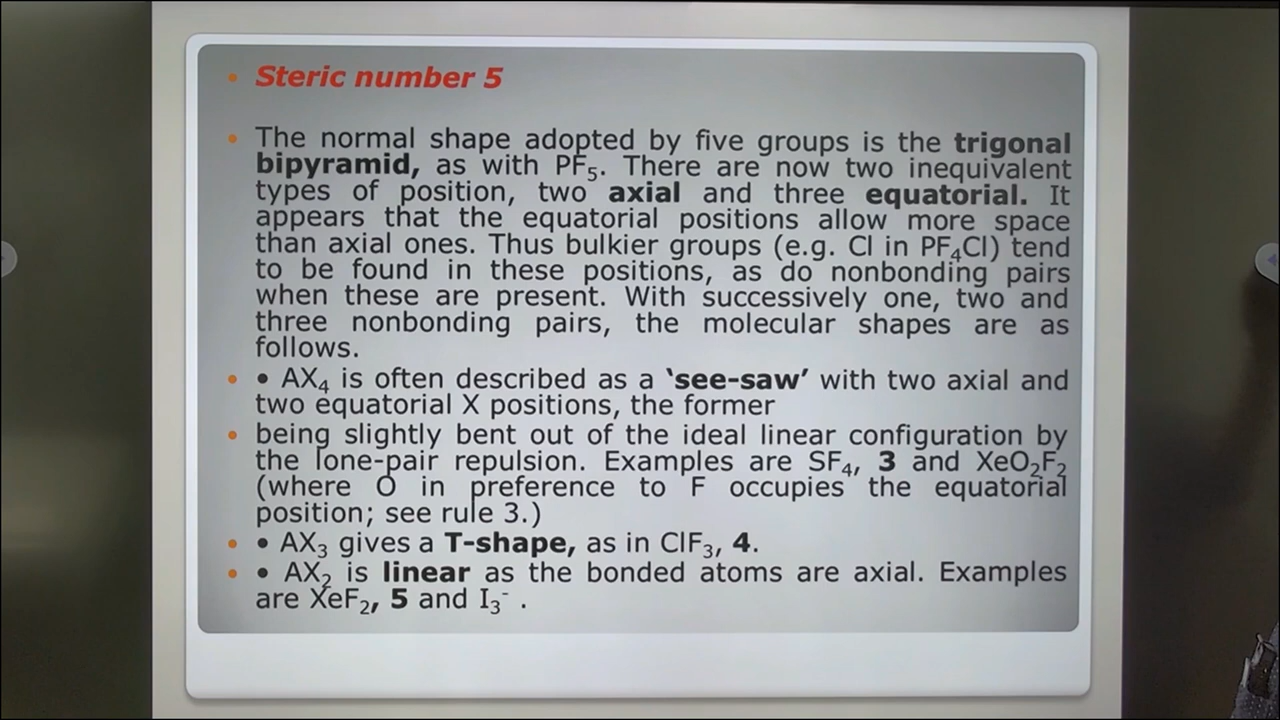 • Steric number 5
• The normal shape adopted by five groups is the trigonal
bipyramid, as with PF₅. There are now two inequivalent
types of position, two axial and three equatorial. It
appears that the equatorial positions allow more space
than axial ones. Thus bulkier groups (e.g. Cl in PF₄Cl) tend
to be found in these positions, as do nonbonding pairs
when these are present. With successively one, two and
three nonbonding pairs, the molecular shapes are as
follows.
• • AX₄ is often described as a ‘see-saw’ with two axial and
two equatorial X positions, the former
• being slightly bent out of the ideal linear configuration by
the lone-pair repulsion. Examples are SF₄, 3 and XeO₂F₂
(where O in preference to F occupies the equatorial
position; see rule 3.)
• • AX₃ gives a T-shape, as in ClF₃, 4.
• • AX₂ is linear as the bonded atoms are axial. Examples
are XeF₂, 5 and I₃⁻ .